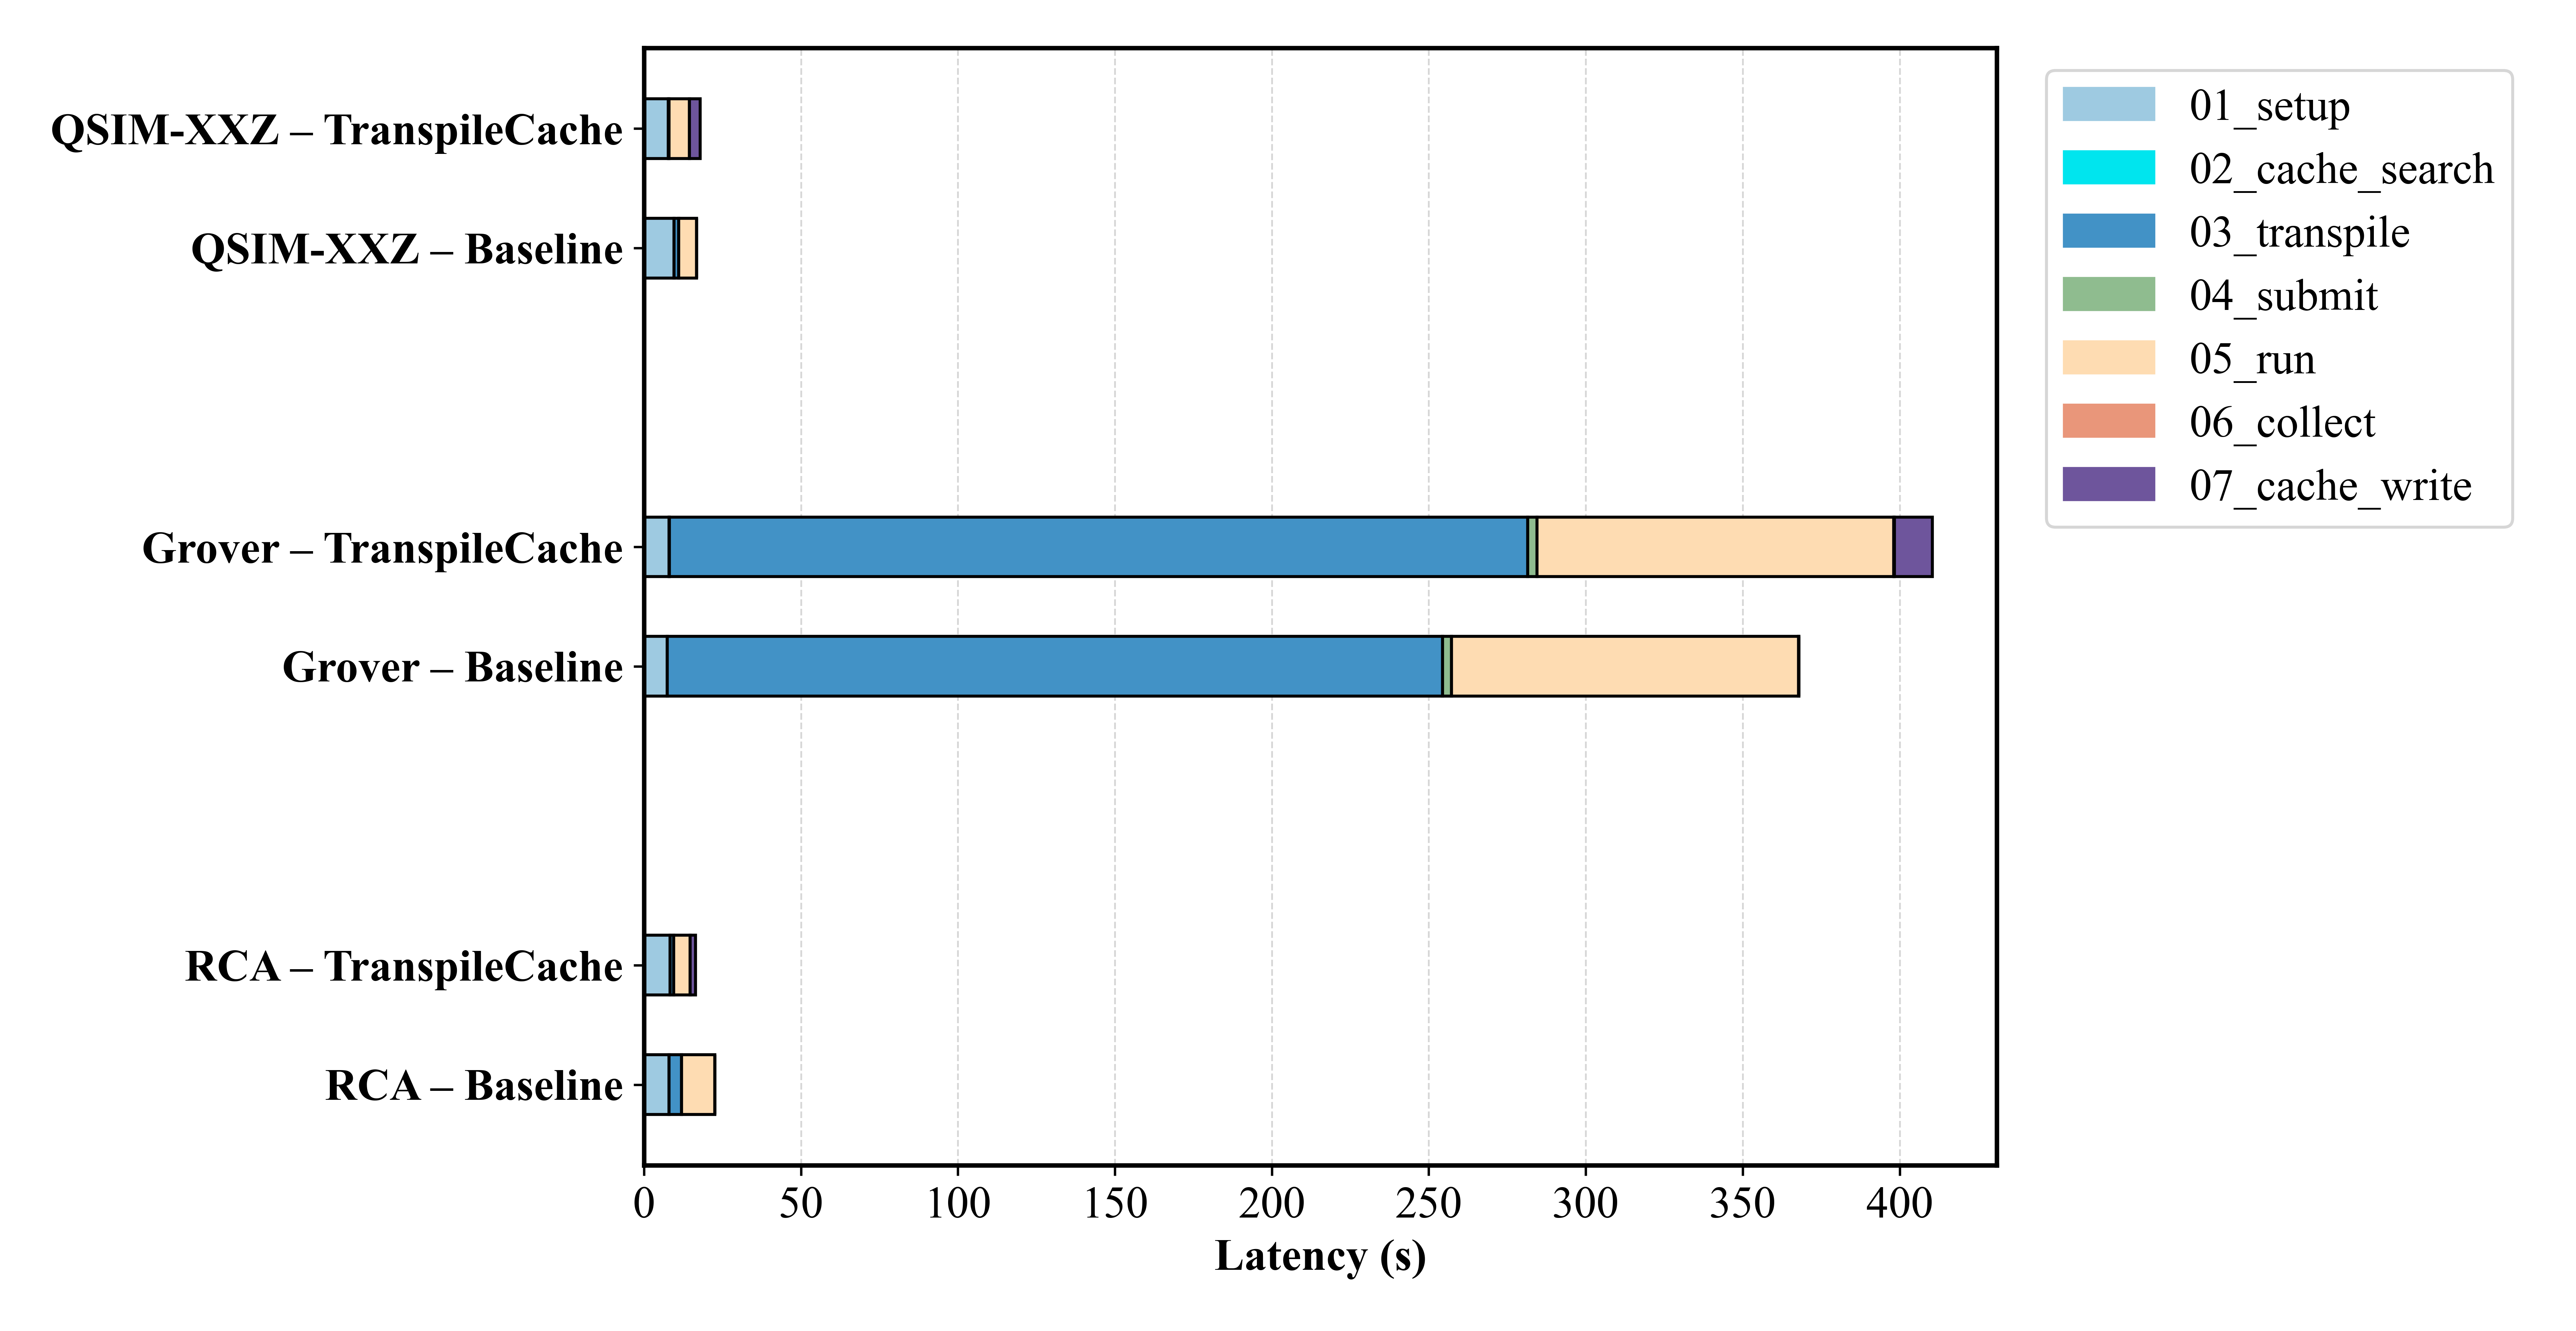 QSIM-XXZ – TranspileCache
QSIM-XXZ – Baseline
Grover – TranspileCache
Grover – Baseline
RCA – TranspileCache
RCA – Baseline
0 50 100 150 200 250 300 350 400
Latency (s)
01_setup
02_cache_search
03_transpile
04_submit
05_run
06_collect
07_cache_write